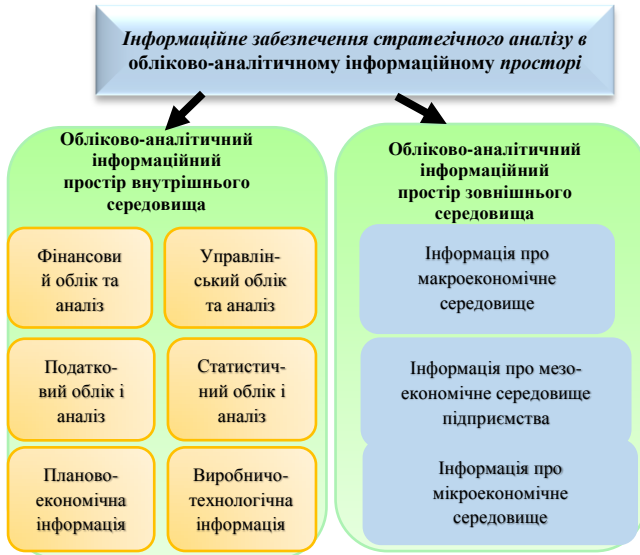 Інформаційне забезпечення стратегічного аналізу в
обліково-аналітичному інформаційному просторі
Обліково-аналітичний
інформаційний
простір внутрішнього
середовища
Фінансови
й облік та
аналіз
Управлін-
ський облік
та аналіз
Податко-
вий облік і
аналіз
Статистич-
ний облік і
аналіз
Планово-
економічна
інформація
Виробничо-
технологічна
інформація
Обліково-аналітичний
інформаційний
простір зовнішнього
середовища
Інформація про
макроекономічне
середовище
Інформація про мезо-
економічне середовище
підприємства
Інформація про
мікроекономічне
середовище